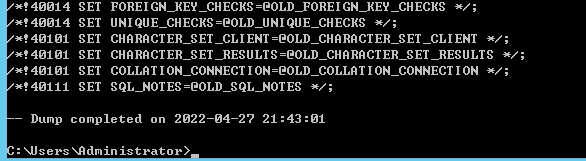 /*!40014 SET FOREIGN_KEY_CHECKS=@OLD_FOREIGN_KEY_CHECKS */;
/*!40014 SET UNIQUE_CHECKS=@OLD_UNIQUE_CHECKS */;
/*!40101 SET CHARACTER_SET_CLIENT=@OLD_CHARACTER_SET_CLIENT */;
/*!40101 SET CHARACTER_SET_RESULTS=@OLD_CHARACTER_SET_RESULTS */;
/*!40101 SET COLLATION_CONNECTION=@OLD_COLLATION_CONNECTION */;
/*!40111 SET SQL_NOTES=@OLD_SQL_NOTES */;
-- Dump completed on 2022-04-27 21:43:01
C:\Users\Administrator>_